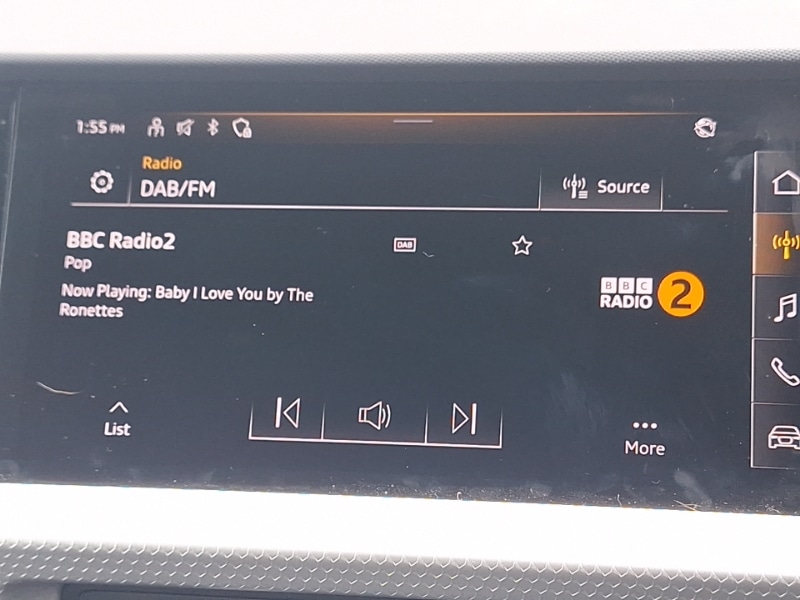 1:55 PM
Radio
DAB/FM
Source
BBC Radio2
DAB
Pop
Now Playing: Baby I Love You by The
Ronettes
BBC
RADIO 2
List
More